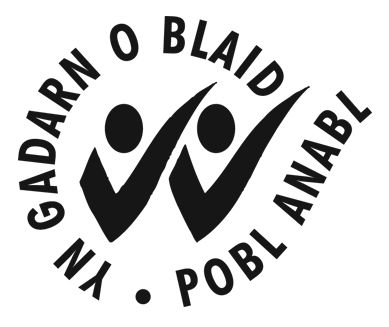 YN GADARN O BLAID
POBL ANABL •